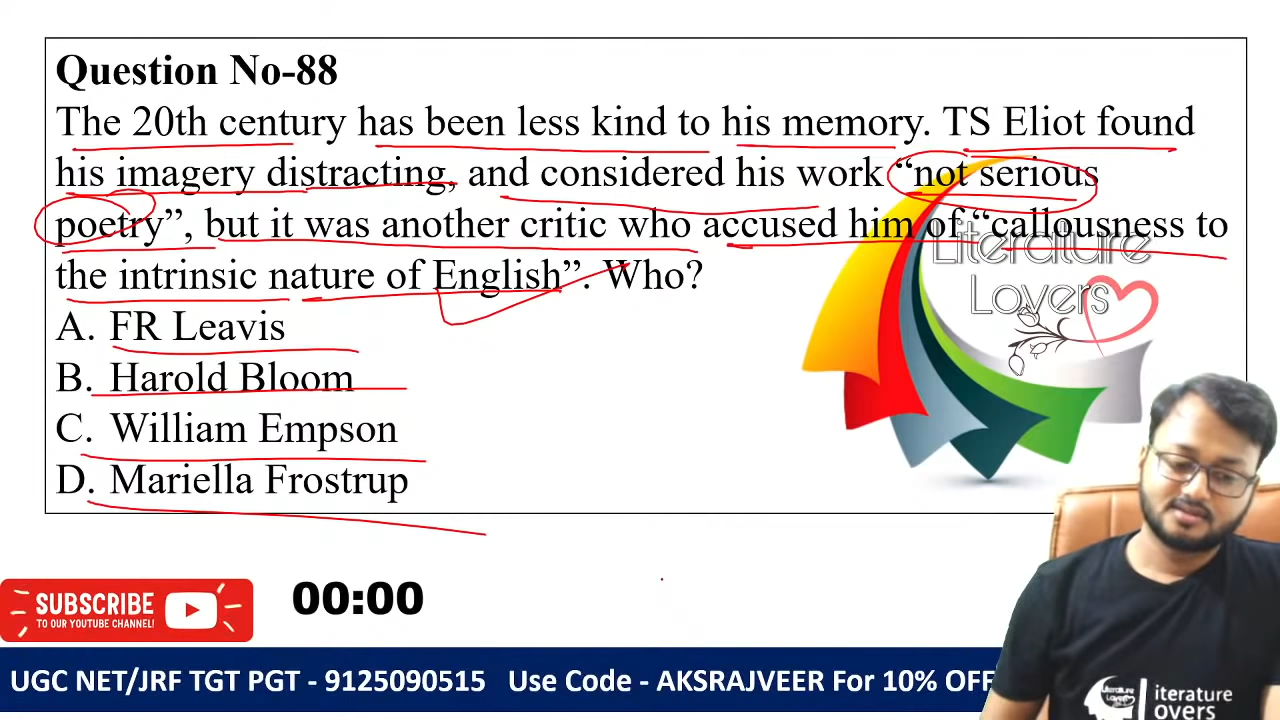 Question No-88
The 20th century has been less kind to his memory. TS Eliot found
his imagery distracting, and considered his work “not serious
poetry”, but it was another critic who accused him of “callousness to
the intrinsic nature of English”. Who?
A. FR Leavis
B. Harold Bloom
C. William Empson
D. Mariella Frostrup
Literature
Lovers
SUBSCRIBE
TO OUR YOUTUBE CHANNEL!
00:00
UGC NET/JRF TGT PGT - 9125090515 Use Code - AKSRAJVEER For 10% OFF
iterature
overs